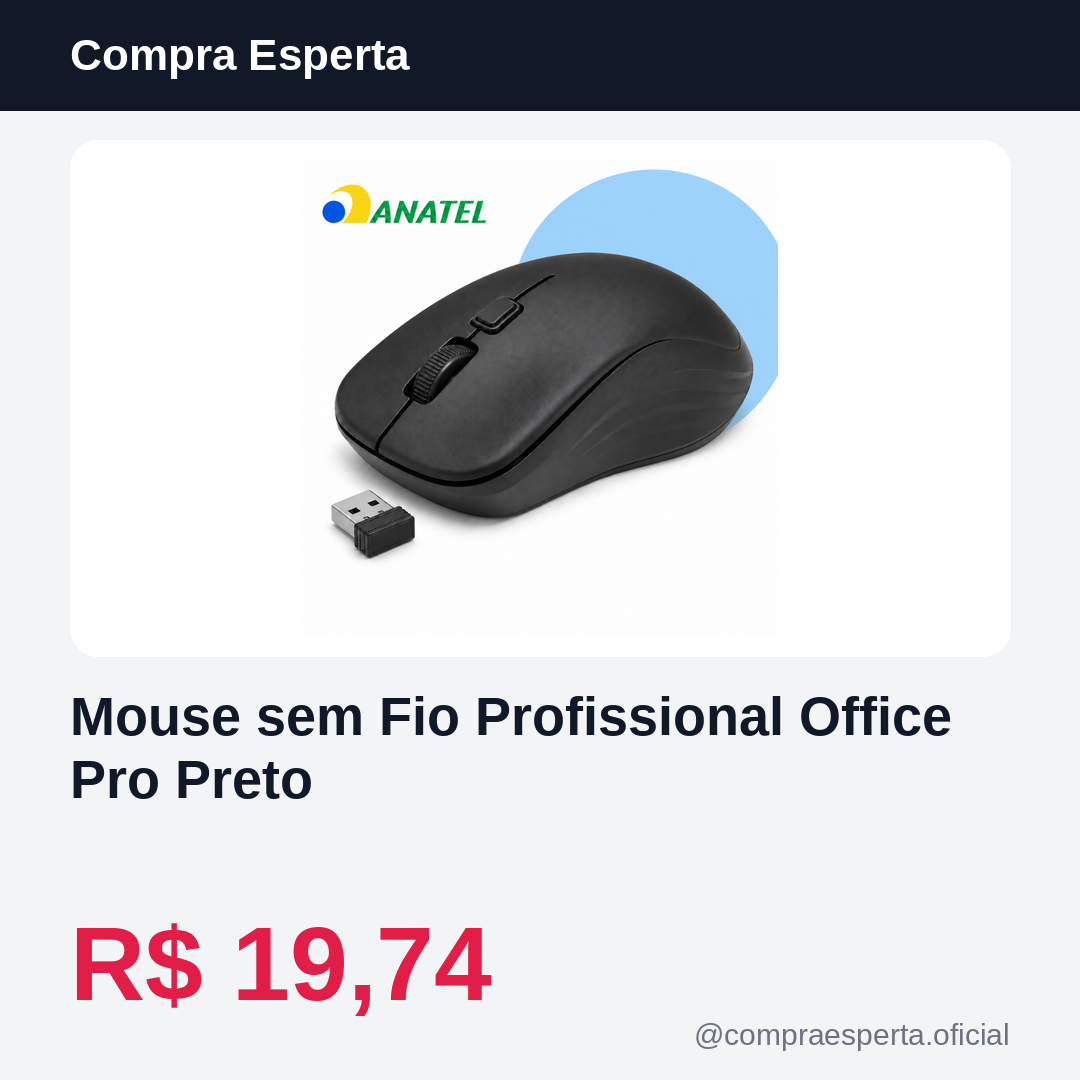 Compra Esperta
ANATEL
Mouse sem Fio Profissional Office
Pro Preto
R$ 19,74
@compraesperta.oficial